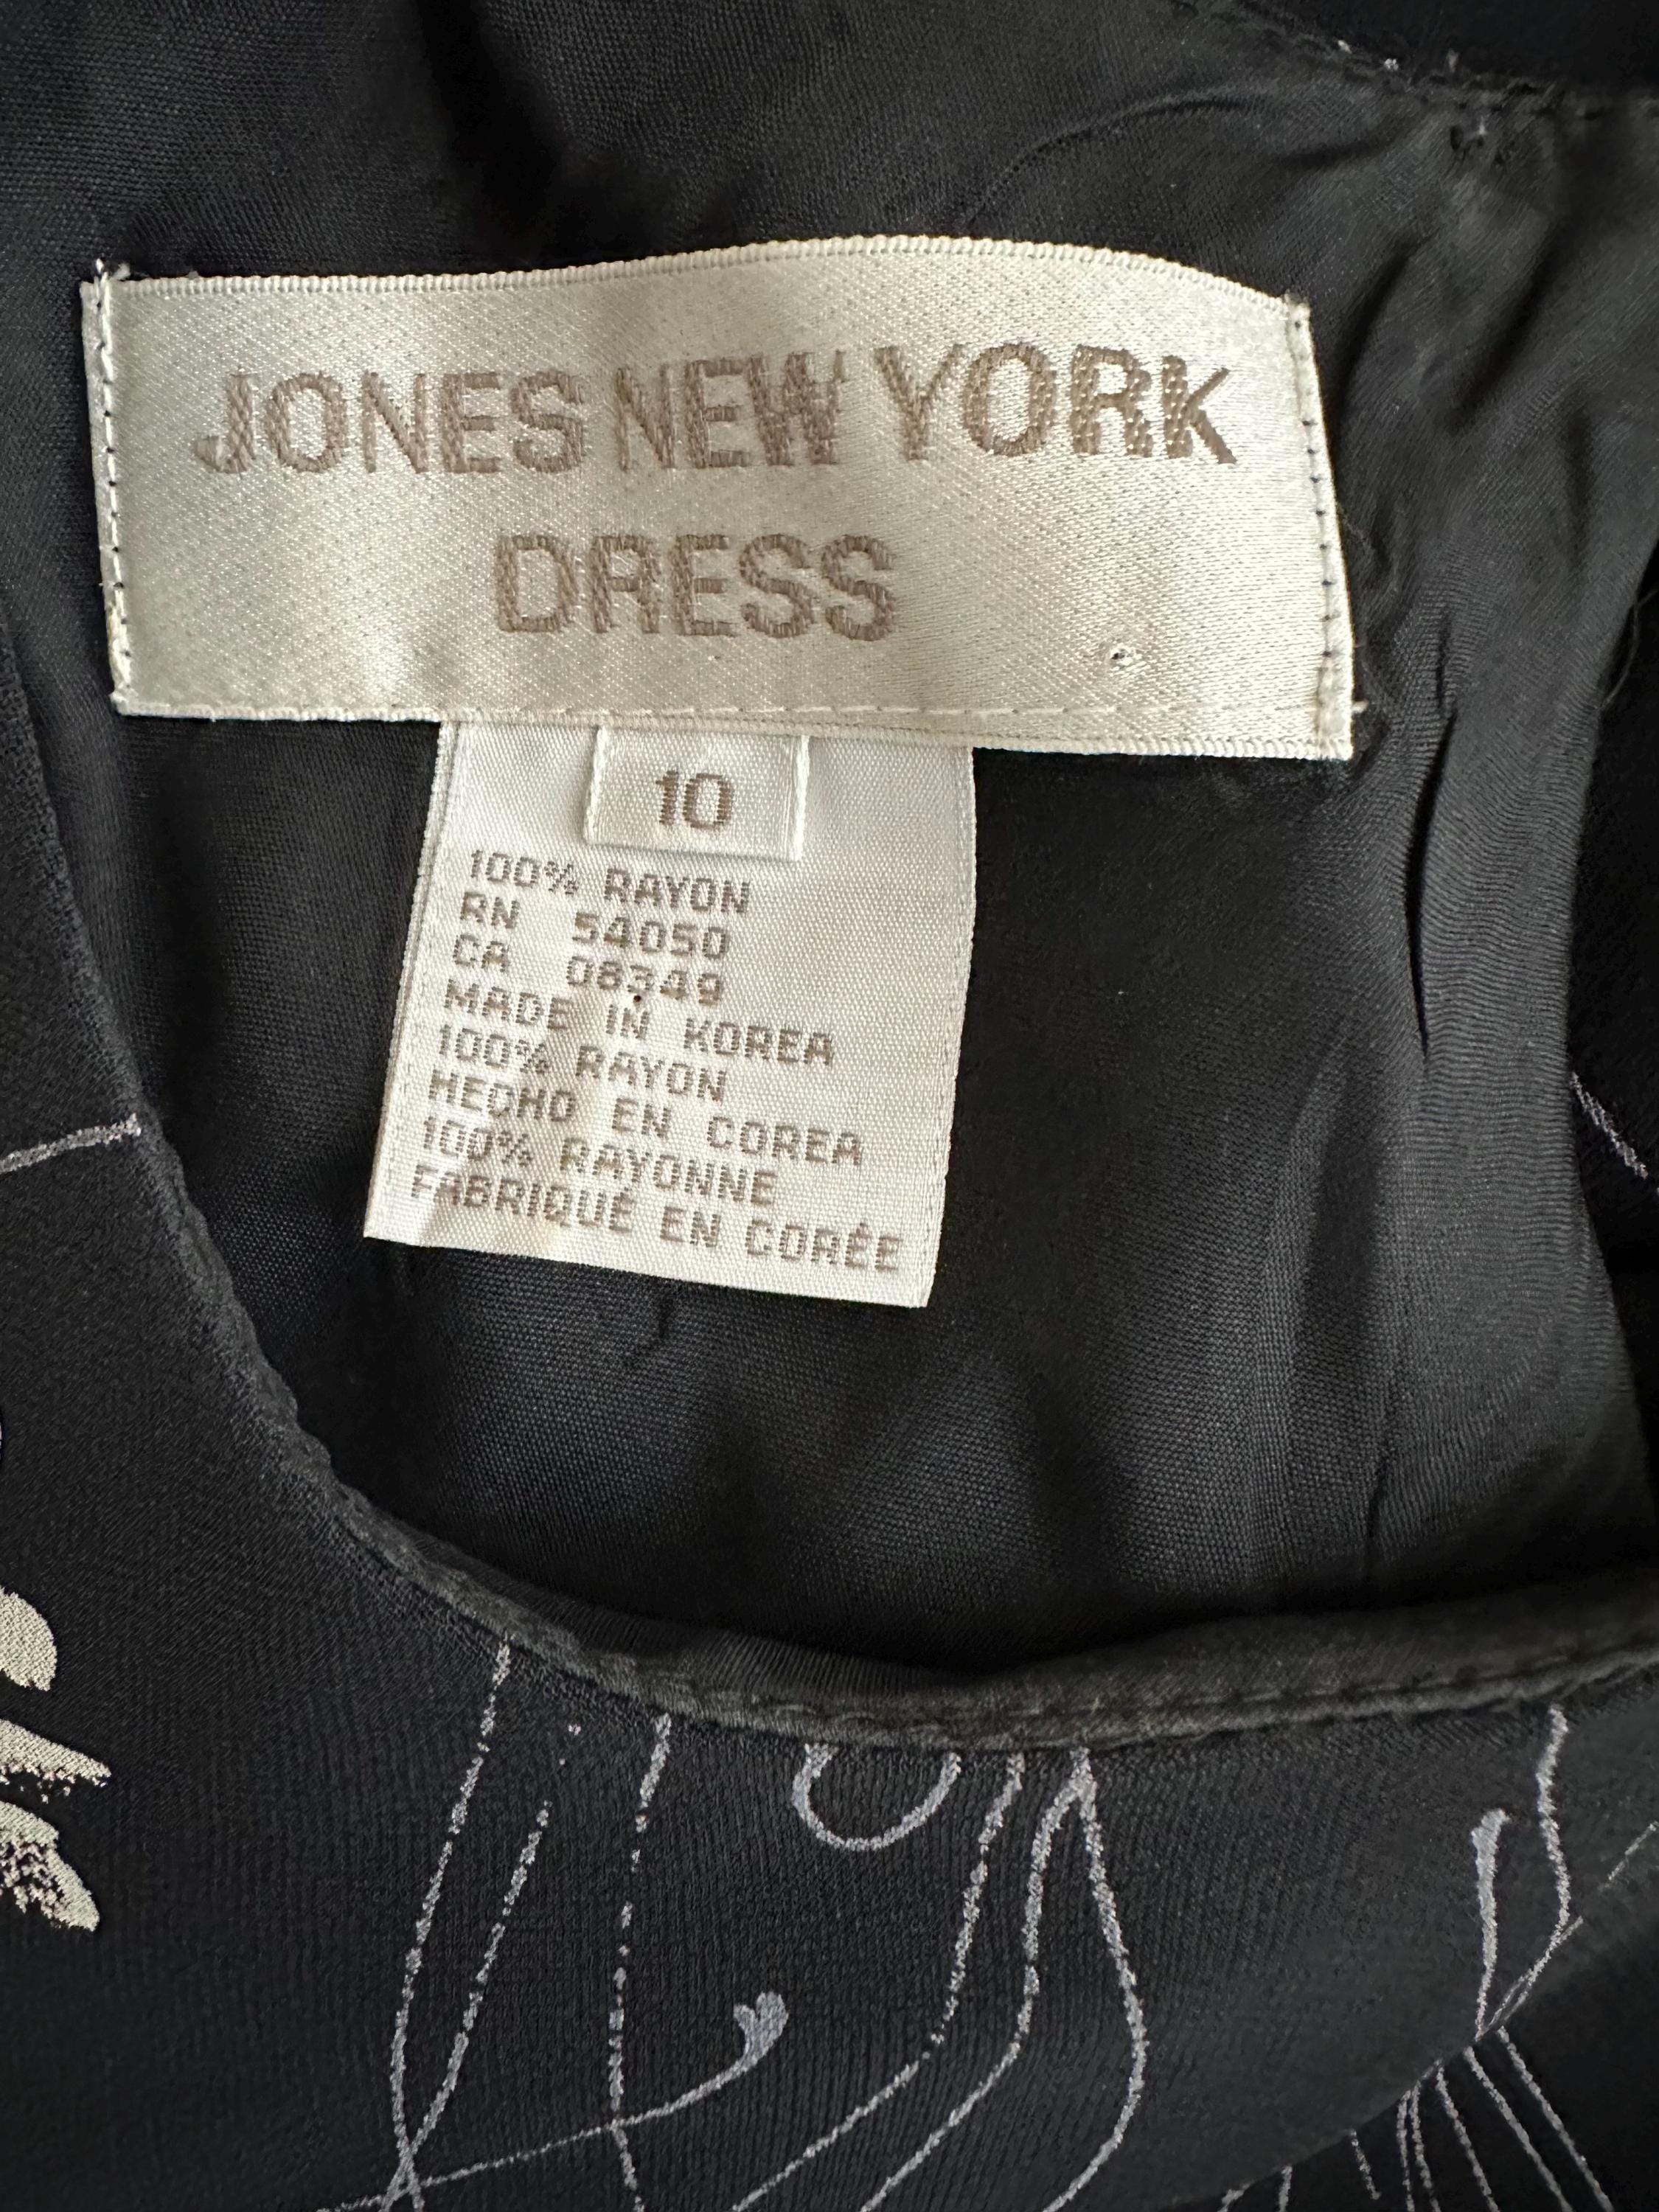 JONES NEW YORK
DRESS
10
100% RAYON
RN 54050
CA 08349
MADE IN KOREA
100% RAYON
HECHO EN COREA
100% RAYONNE
FABRIQUÉ EN CORÉE